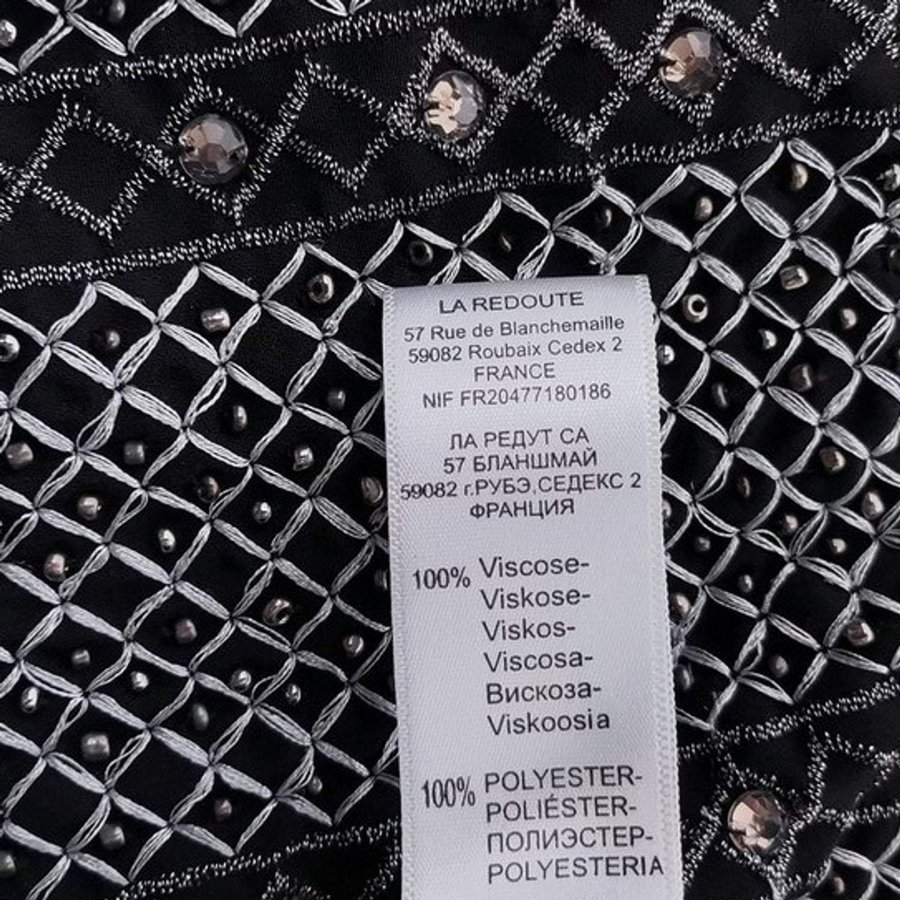 LA REDOUTE
57 Rue de Blanchemaille
59082 Roubaix Cedex 2
FRANCE
NIF FR20477180186
ЛА РЕДУТ СА
57 БЛАНШМАЙ
59082 г.РУБЭ,СЕДЕКС 2
ФРАНЦИЯ
100% Viscose-
Viskose-
Viskos-
Viscosa-
Вискоза-
Viskoosia
100% POLYESTER-
POLIÉSTER-
ПОЛИЭСТЕР-
POLYESTERIA